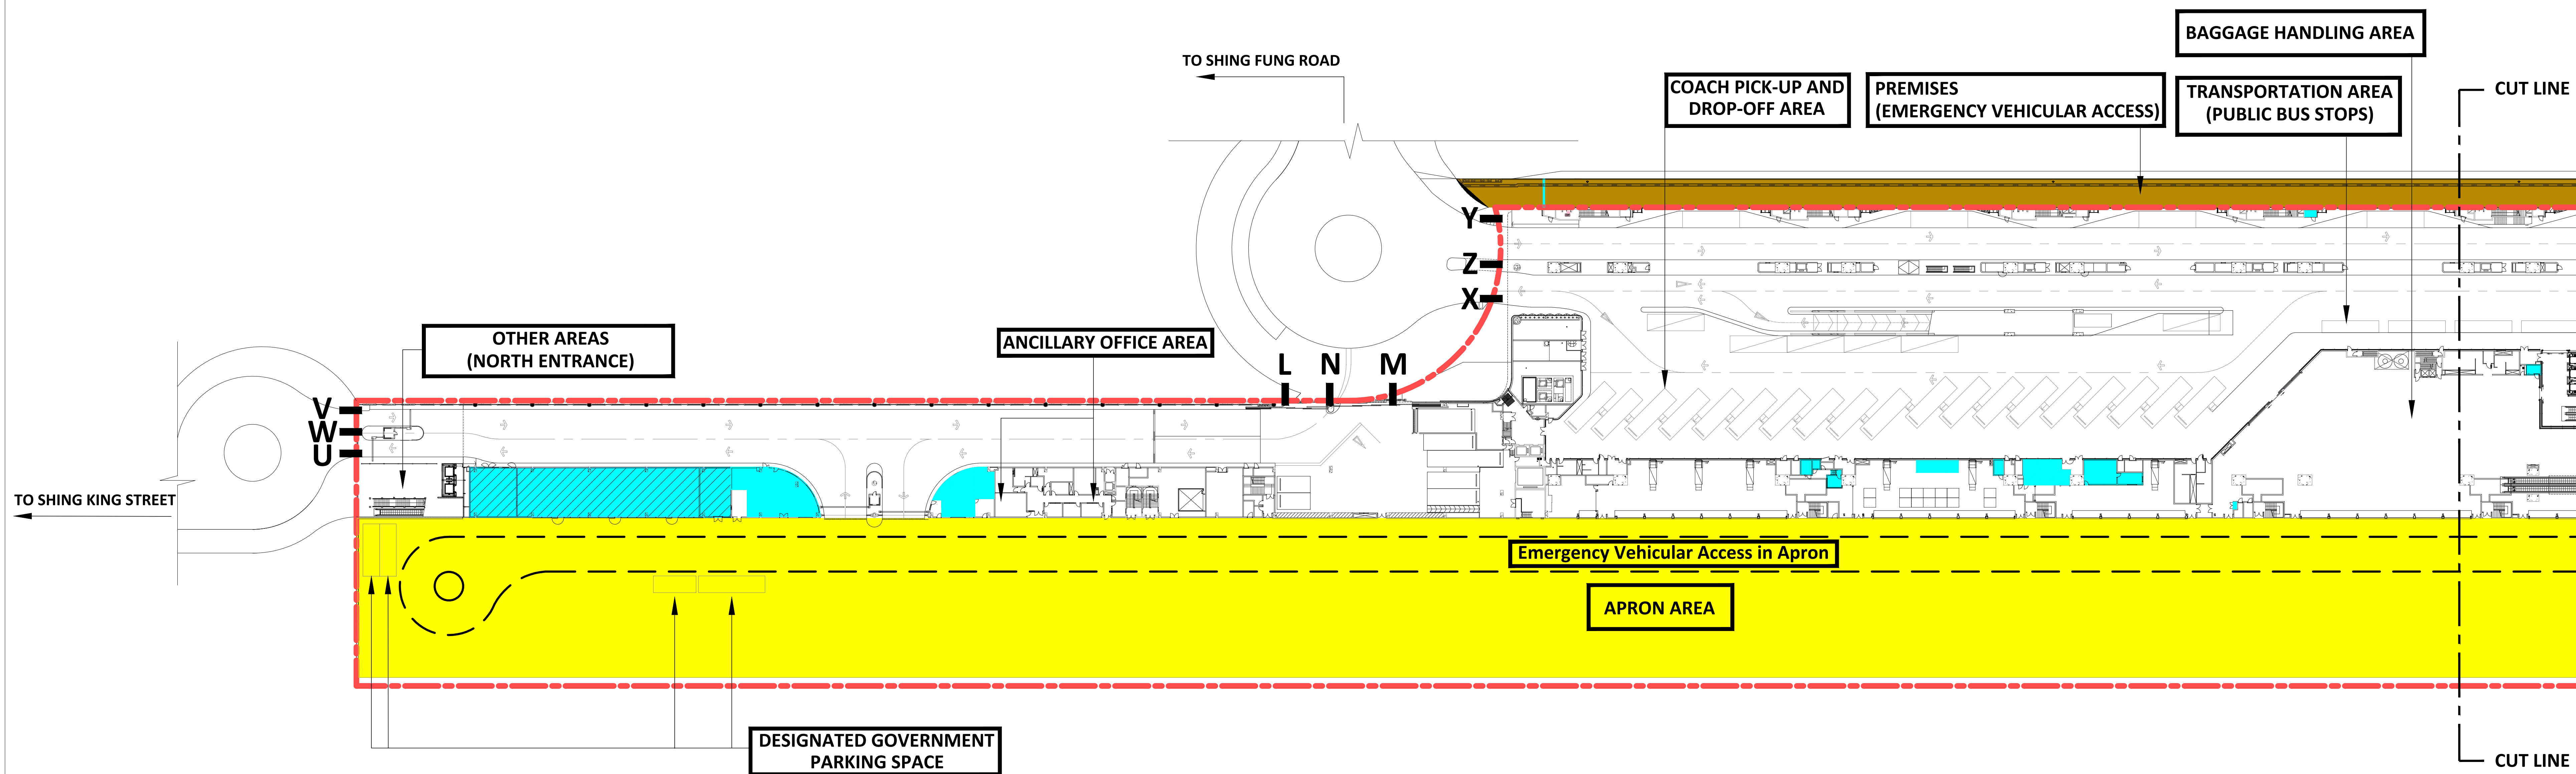 BAGGAGE HANDLING AREA
TO SHING FUNG ROAD
COACH PICK-UP AND
DROP-OFF AREA
PREMISES
(EMERGENCY VEHICULAR ACCESS)
TRANSPORTATION AREA
(PUBLIC BUS STOPS)
CUT LINE
Y
Z
X
OTHER AREAS
(NORTH ENTRANCE)
ANCILLARY OFFICE AREA
L
N
M
V
W
U
TO SHING KING STREET
Emergency Vehicular Access in Apron
APRON AREA
DESIGNATED GOVERNMENT
PARKING SPACE
CUT LINE